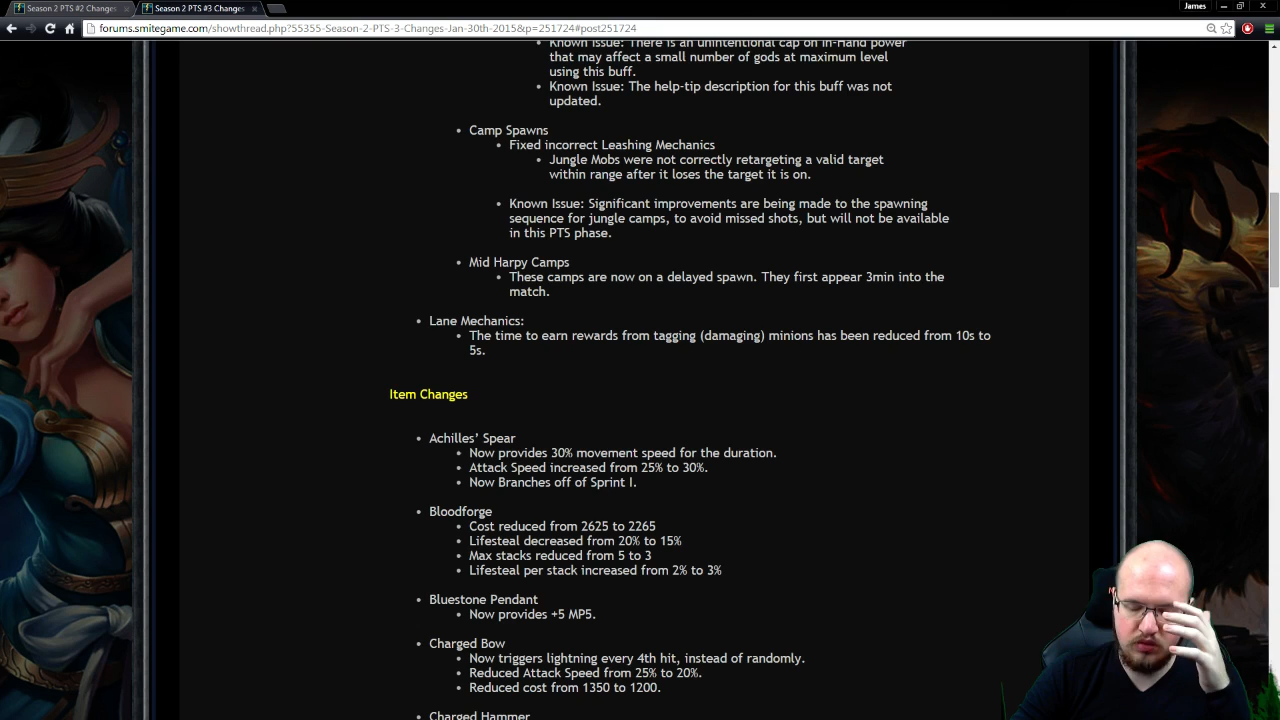 Season 2 PTS #2 Changes
Season 2 PTS #3 Changes
James
forums.smitegame.com/showthread.php?55355-Season-2-PTS-3-Changes-Jan-30th-2015&p=251724#post251724
Known Issue: There is an unintentional cap on In-Hand power
that may affect a small number of gods at maximum level
using this buff.
Known Issue: The help-tip description for this buff was not
updated.
Camp Spawns
Fixed incorrect Leashing Mechanics
Jungle Mobs were not correctly retargeting a valid target
within range after it loses the target it is on.
Known Issue: Significant improvements are being made to the spawning
sequence for jungle camps, to avoid missed shots, but will not be available
in this PTS phase.
Mid Harpy Camps
These camps are now on a delayed spawn. They first appear 3min into the
match.
Lane Mechanics:
The time to earn rewards from tagging (damaging) minions has been reduced from 10s to
5s.
Item Changes
Achilles’ Spear
Now provides 30% movement speed for the duration.
Attack Speed increased from 25% to 30%.
Now Branches off of Sprint I.
Bloodforge
Cost reduced from 2625 to 2265
Lifesteal decreased from 20% to 15%
Max stacks reduced from 5 to 3
Lifesteal per stack increased from 2% to 3%
Bluestone Pendant
Now provides +5 MP5.
Charged Bow
Now triggers lightning every 4th hit, instead of randomly.
Reduced Attack Speed from 25% to 20%.
Reduced cost from 1350 to 1200.
Charged Hammer